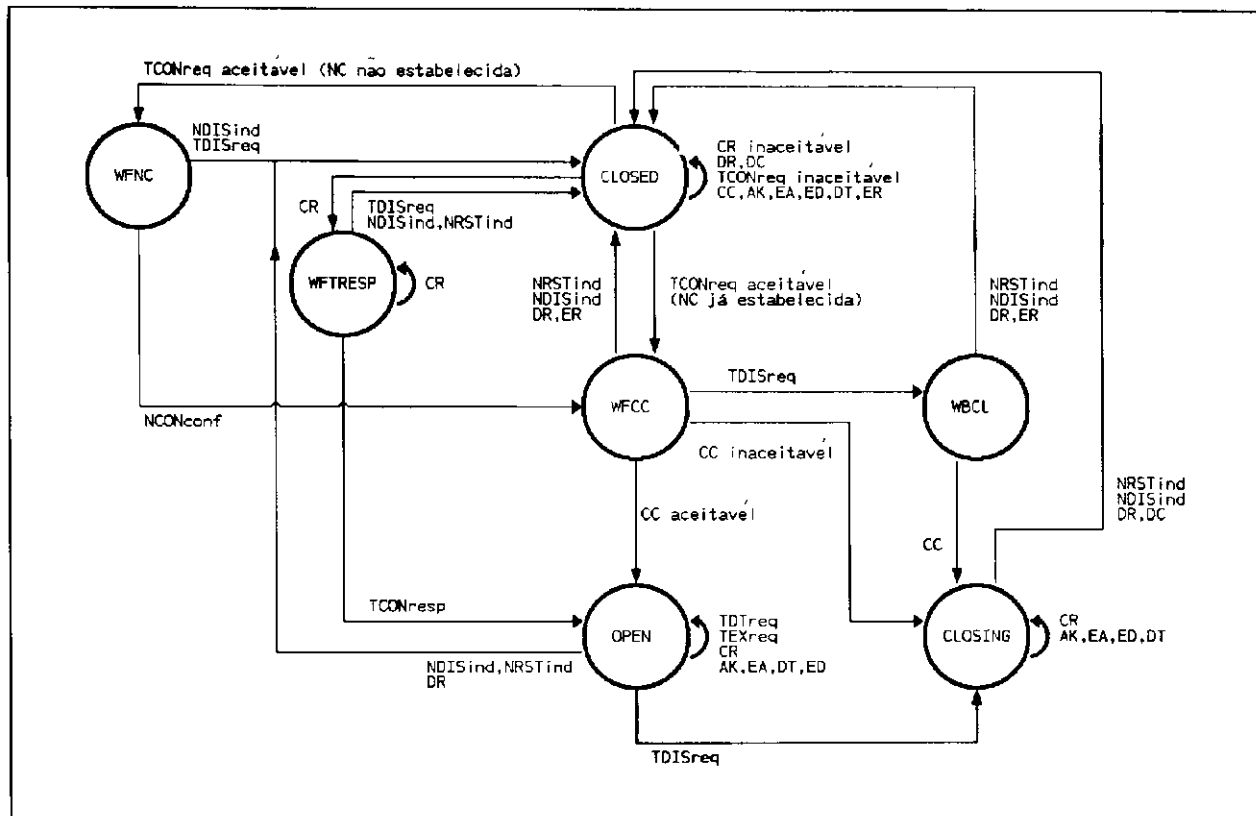 TCONreq aceitável (NC não estabelecida)
NDISind
TDISreq
WFNC
CLOSED
CR inaceitável
DR,DC
TCONreq inaceitável
CC,AK,EA,ED,DT,ER
CR
TDISreq
NDISind,NRSTind
WFTRESP
CR
NRSTind
NDISind
DR,ER
TCONreq aceitável
(NC já estabelecida)
NRSTind
NDISind
DR,ER
NCONconf
WFCC
TDISreq
WBCL
CC inaceitavél
CC aceitavél
CC
NRSTind
NDISind
DR,DC
TCONresp
OPEN
TDTreq
TEXreq
CR
AK,EA,DT,ED
CLOSING
CR
AK,EA,ED,DT
NDISind,NRSTind
DR
TDISreq